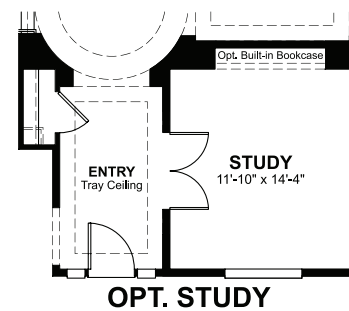 Opt. Built-in Bookcase
ENTRY
Tray Ceiling
STUDY
11'-10" x 14'-4"
OPT. STUDY